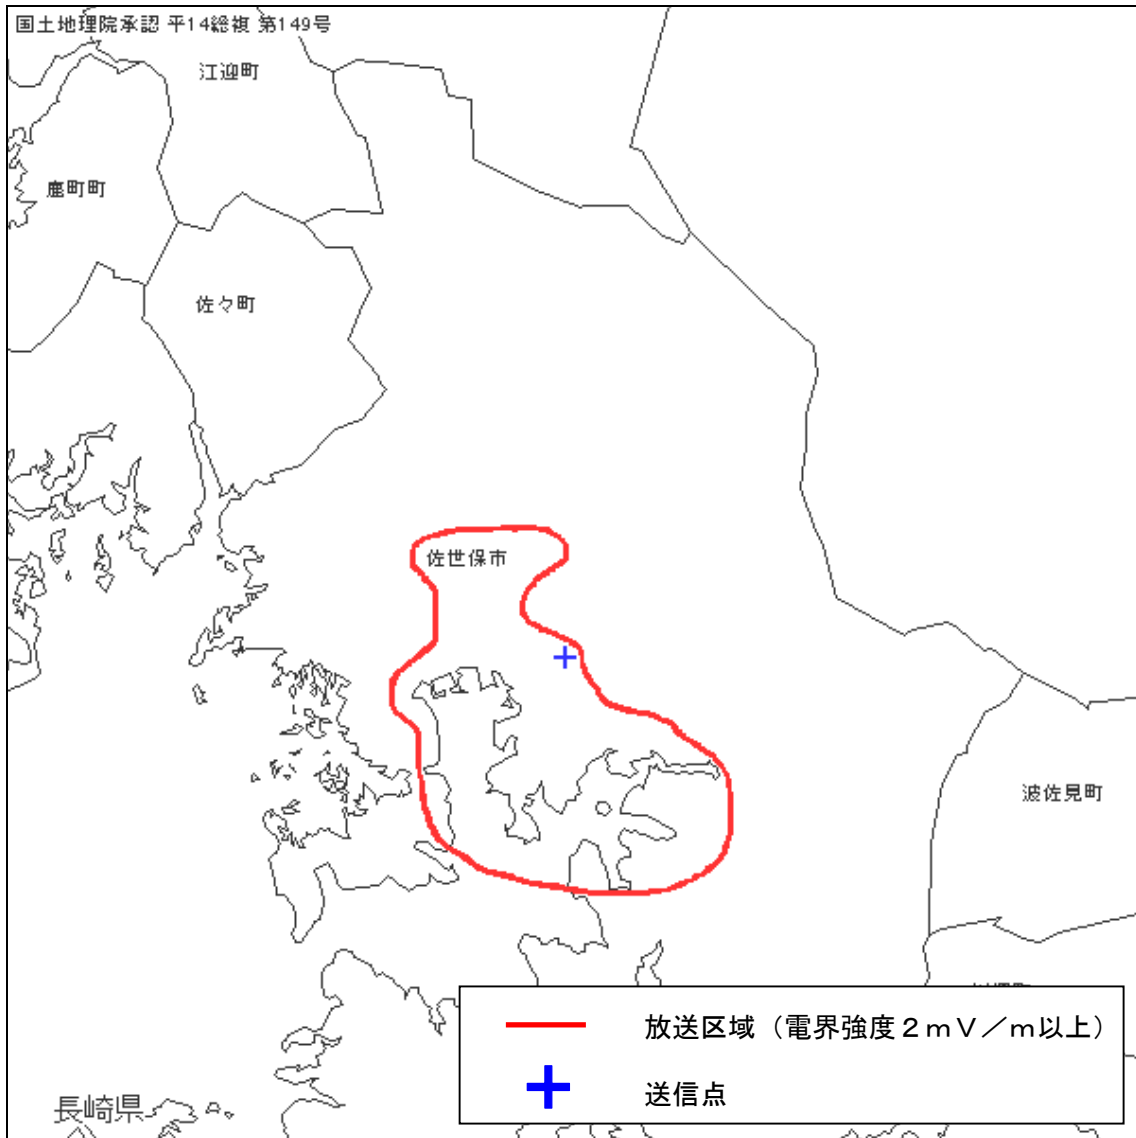 国土地理院承認 平14総複 第149号
江迎町
鹿町町
佐々町
佐世保市
波佐見町
放送区域（電界強度２ｍＶ／ｍ以上）
送信点
長崎県